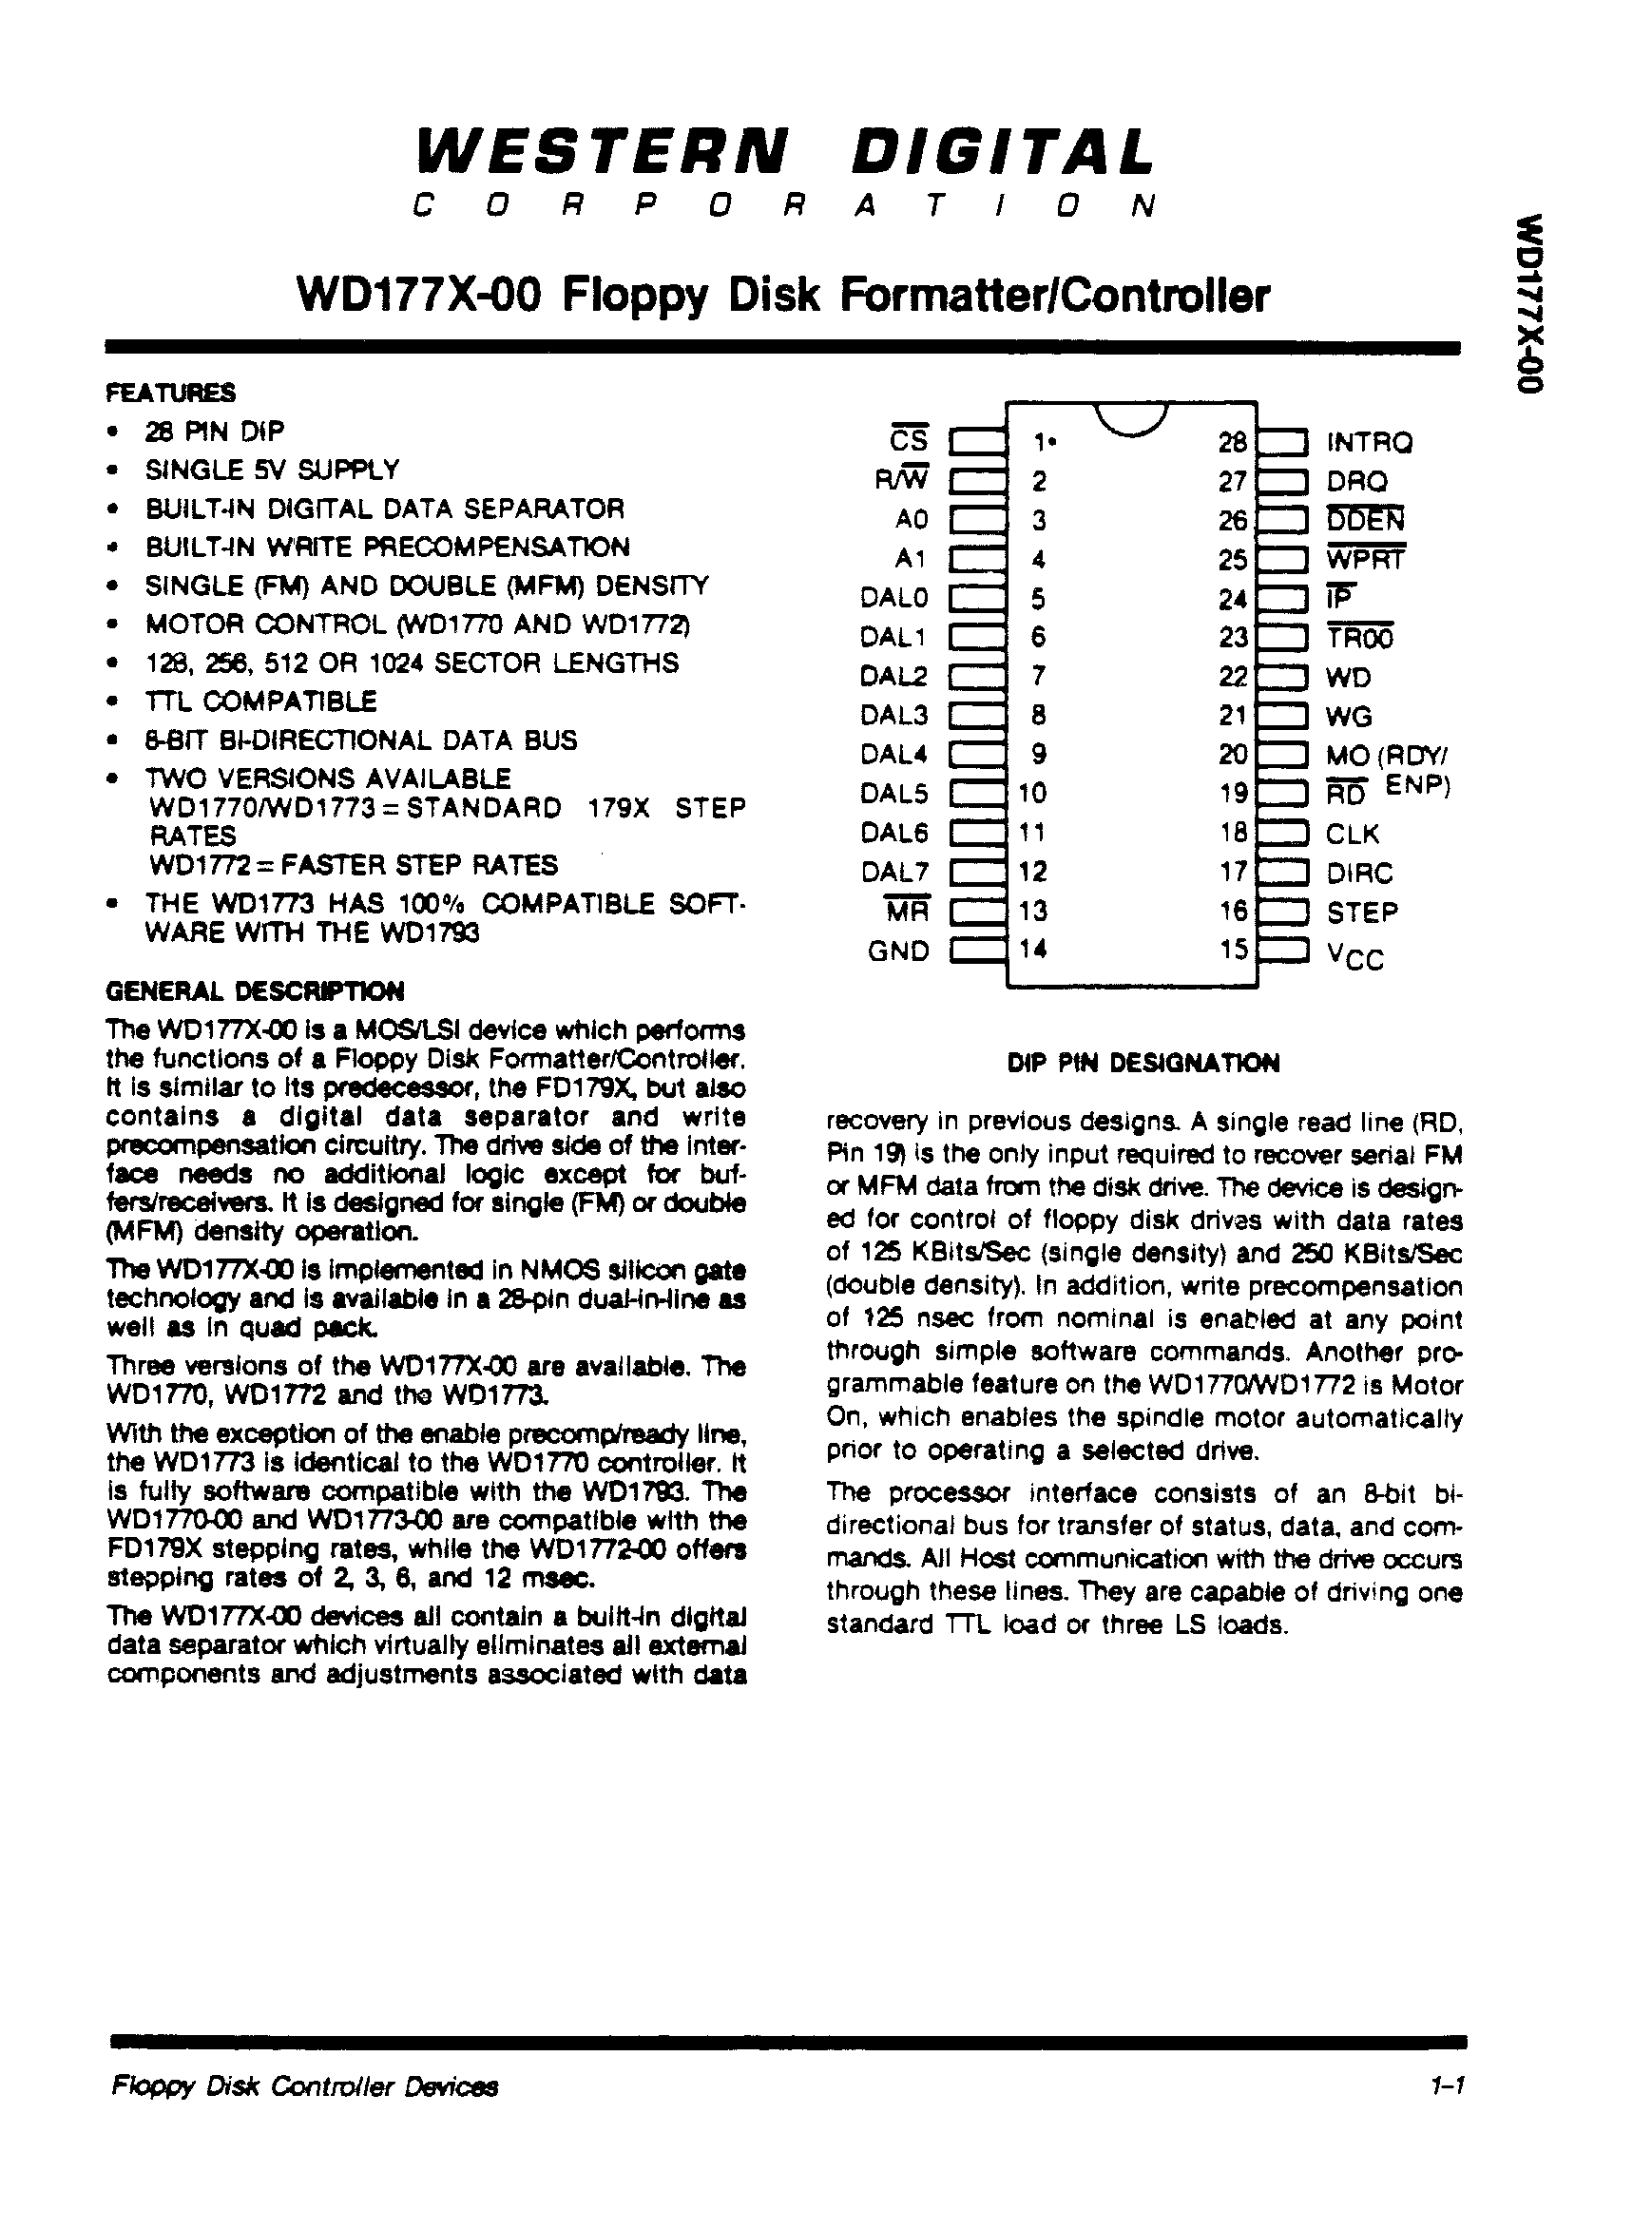 WESTERN DIGITAL
CORPORATION
WD177X-00 Floppy Disk Formatter/Controller
WD177X-00
FEATURES
• 28 PIN DIP
• SINGLE 5V SUPPLY
• BUILT-IN DIGITAL DATA SEPARATOR
• BUILT-IN WRITE PRECOMPENSATION
• SINGLE (FM) AND DOUBLE (MFM) DENSITY
• MOTOR CONTROL (WD1770 AND WD1772)
• 128, 256, 512 OR 1024 SECTOR LENGTHS
• TTL COMPATIBLE
• 8-BIT BI-DIRECTIONAL DATA BUS
• TWO VERSIONS AVAILABLE
WD1770/WD1773 = STANDARD 179X STEP
RATES
WD1772 = FASTER STEP RATES
• THE WD1773 HAS 100% COMPATIBLE SOFT-
WARE WITH THE WD1793
GENERAL DESCRIPTION
The WD177X-00 is a MOS/LSI device which performs
the functions of a Floppy Disk Formatter/Controller.
It is similar to its predecessor, the FD179X, but also
contains a digital data separator and write
precompensation circuitry. The drive side of the inter-
face needs no additional logic except for buf-
fers/receivers. It is designed for single (FM) or double
(MFM) density operation.
The WD177X-00 is implemented in NMOS silicon gate
technology and is available in a 28-pin dual-in-line as
well as in quad pack.
Three versions of the WD177X-00 are available. The
WD1770, WD1772 and the WD1773.
With the exception of the enable precomp/ready line,
the WD1773 is identical to the WD1770 controller. It
is fully software compatible with the WD1793. The
WD1770-00 and WD1773-00 are compatible with the
FD179X stepping rates, while the WD1772-00 offers
stepping rates of 2, 3, 6, and 12 msec.
The WD177X-00 devices all contain a built-in digital
data separator which virtually eliminates all external
components and adjustments associated with data
CS 1• 28 INTRQ
R/W 2 27 DRQ
A0 3 26 DDEN
A1 4 25 WPRT
DAL0 5 24 IP
DAL1 6 23 TR00
DAL2 7 22 WD
DAL3 8 21 WG
DAL4 9 20 MO (RDY/
DAL5 10 19 RD ENP)
DAL6 11 18 CLK
DAL7 12 17 DIRC
MR 13 16 STEP
GND 14 15 VCC
DIP PIN DESIGNATION
recovery in previous designs. A single read line (RD,
Pin 19) is the only input required to recover serial FM
or MFM data from the disk drive. The device is design-
ed for control of floppy disk drives with data rates
of 125 KBits/Sec (single density) and 250 KBits/Sec
(double density). In addition, write precompensation
of 125 nsec from nominal is enabled at any point
through simple software commands. Another pro-
grammable feature on the WD1770/WD1772 is Motor
On, which enables the spindle motor automatically
prior to operating a selected drive.
The processor interface consists of an 8-bit bi-
directional bus for transfer of status, data, and com-
mands. All Host communication with the drive occurs
through these lines. They are capable of driving one
standard TTL load or three LS loads.
Floppy Disk Controller Devices
1-1